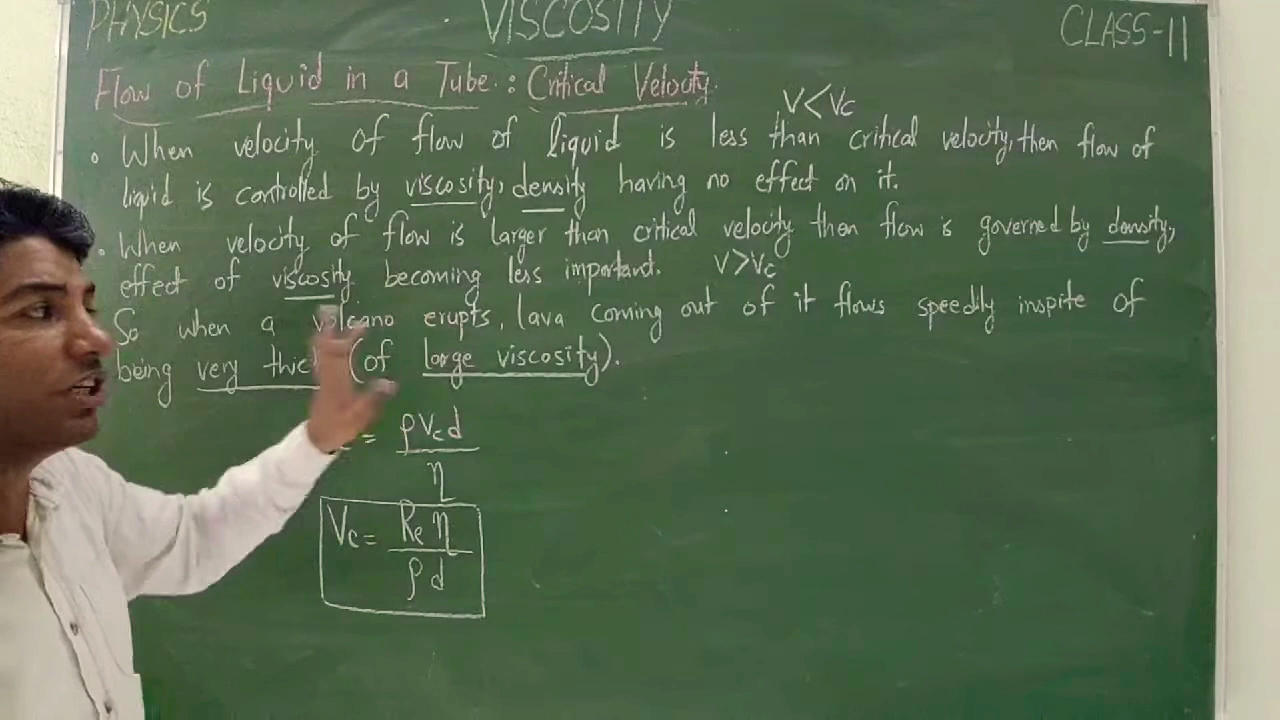 PHYSICS VISCOSITY CLASS-11
Flow of Liquid in a Tube : Critical Velocity.
V<Vc
• When velocity of flow of liquid is less than critical velocity, then flow of
liquid is controlled by viscosity, density having no effect on it.
• When velocity of flow is larger than critical velocity then flow is governed by density,
effect of viscosity becoming less important. V>Vc
So when a volcano erupts, lava coming out of it flows speedily inspite of
being very thick (of large viscosity).
= ρVcd
η
Vc = Re η
ρd